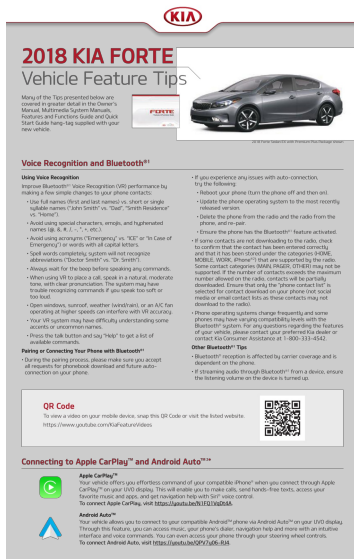 KIA
2018 KIA FORTE
Vehicle Feature Tips
Many of the Tips presented below are
covered in greater detail in the Owner's
Manual, Multimedia System Manuals,
Features and Functions Guide and Quick
Start Guide hang-tag supplied with your
new vehicle.
FORTE
Voice Recognition and Bluetooth®‡
Using Voice Recognition
Improve Bluetooth®‡ Voice Recognition (VR) performance by
making a few simple changes to your phone contacts:
• Use full names (first and last names) vs. short or single
syllable names ("John Smith" vs. "Dad", "Smith Residence"
vs. "Home").
• Avoid using special characters, emojis, and hyphenated
names (@, &, #, /, -, *, +, etc.).
• Avoid using acronyms ("Emergency" vs. "ICE" or "In Case of
Emergency") or words with all capital letters.
• Spell words completely; system will not recognize
abbreviations ("Doctor Smith" vs. "Dr. Smith").
• Always wait for the beep before speaking any commands.
• When using VR to place a call, speak in a natural, moderate
tone, with clear pronunciation. The system may have
trouble recognizing commands if you speak too soft or
too loud.
• Open windows, sunroof, weather (wind/rain), or an A/C fan
operating at higher speeds can interfere with VR accuracy.
• Your VR system may have difficulty understanding some
accents or uncommon names.
• Press the talk button and say "Help" to get a list of
available commands.
Pairing or Connecting Your Phone with Bluetooth®‡
• During the pairing process, please make sure you accept
all requests for phonebook download and future auto-
connection on your phone.
• If you experience any issues with auto-connection,
try the following:
• Reboot your phone (turn the phone off and then on).
• Update the phone operating system to the most recently
released version.
• Delete the phone from the radio and the radio from the
phone, and re-pair.
• Ensure the phone has the Bluetooth®‡ feature activated.
• If some contacts are not downloading to the radio, check
to confirm that the contact has been entered correctly
and that it has been stored under the categories (HOME,
MOBILE, WORK, iPhone™) that are supported by the radio.
Some contact categories (MAIN, PAGER, OTHER) may not be
supported. If the number of contacts exceeds the maximum
number allowed on the radio, contacts will be partially
downloaded. Ensure that only the "phone contact list" is
selected for contact download on your phone (not social
media or email contact lists as these contacts may not
download to the radio).
• Phone operating systems change frequently and some
phones may have varying compatibility levels with the
Bluetooth® system. For any questions regarding the features
of your vehicle, please contact your preferred Kia dealer or
contact Kia Consumer Assistance at 1-800-333-4542.
Other Bluetooth®‡ Tips
• Bluetooth® reception is affected by carrier coverage and is
dependent on the phone.
• If streaming audio through Bluetooth®‡ from a device, ensure
the listening volume on the device is turned up.
QR Code
To view a video on your mobile device, snap this QR Code or visit the listed website.
https://www.youtube.com/KiaFeatureVideos
Connecting to Apple CarPlay™ and Android Auto™
Apple CarPlay™
Your vehicle offers you effortless command of your compatible iPhone® when you connect through Apple
CarPlay™ on your UVO display. This will enable you to make calls, send hands-free texts, access your
favorite music and apps, and get navigation help with Siri® voice control.
Android Auto™
Your vehicle allows you to connect to your compatible Android™ phone via Android Auto™ on your UVO display.
Through this feature, you can access music, your phone's dialer, navigation help and more with an intuitive
interface and voice commands. You can even access your phone through your steering wheel controls.